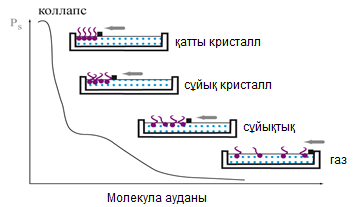 коллапс
Ps
қатты кристалл
сұйық кристалл
сұйықтық
газ
Молекула ауданы